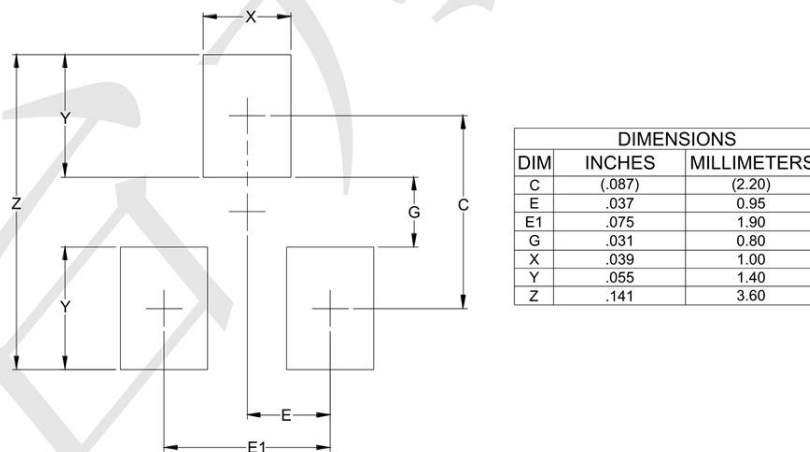 X
Y
Z
G
C
Y
E
E1
DIMENSIONS
DIM INCHES MILLIMETERS
C (.087) (2.20)
E .037 0.95
E1 .075 1.90
G .031 0.80
X .039 1.00
Y .055 1.40
Z .141 3.60